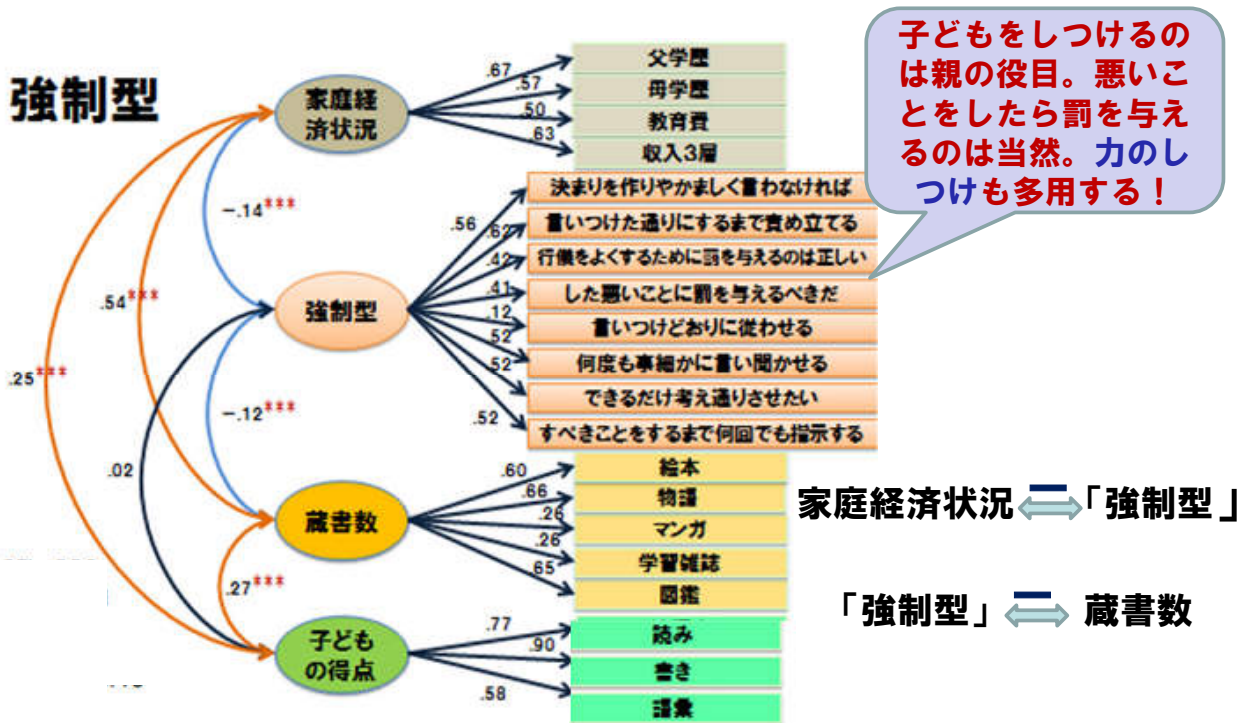 強制型
家庭経
済状況
強制型
蔵書数
子ども
の得点
.67
.57
.50
.63
父学歴
母学歴
教育費
収入3層
.56
.62
.42
.41
.12
.52
.52
.52
決まりを作りやかましく言わなければ
言いつけた通りにするまで責め立てる
行儀をよくするために罰を与えるのは正しい
した悪いことに罰を与えるべきだ
言いつけどおりに従わせる
何度も事細かに言い聞かせる
できるだけ考え通りさせたい
すべきことをするまで何回でも指示する
.60
.66
.26
.26
.65
絵本
物語
マンガ
学習雑誌
図鑑
.77
.90
.58
読み
書き
語彙
-.14***
.54***
.25***
-.12***
.02
.27***
子どもをしつけるの
は親の役目。悪いこ
とをしたら罰を与え
るのは当然。力のし
つけも多用する！
家庭経済状況 「強制型」
「強制型」 蔵書数